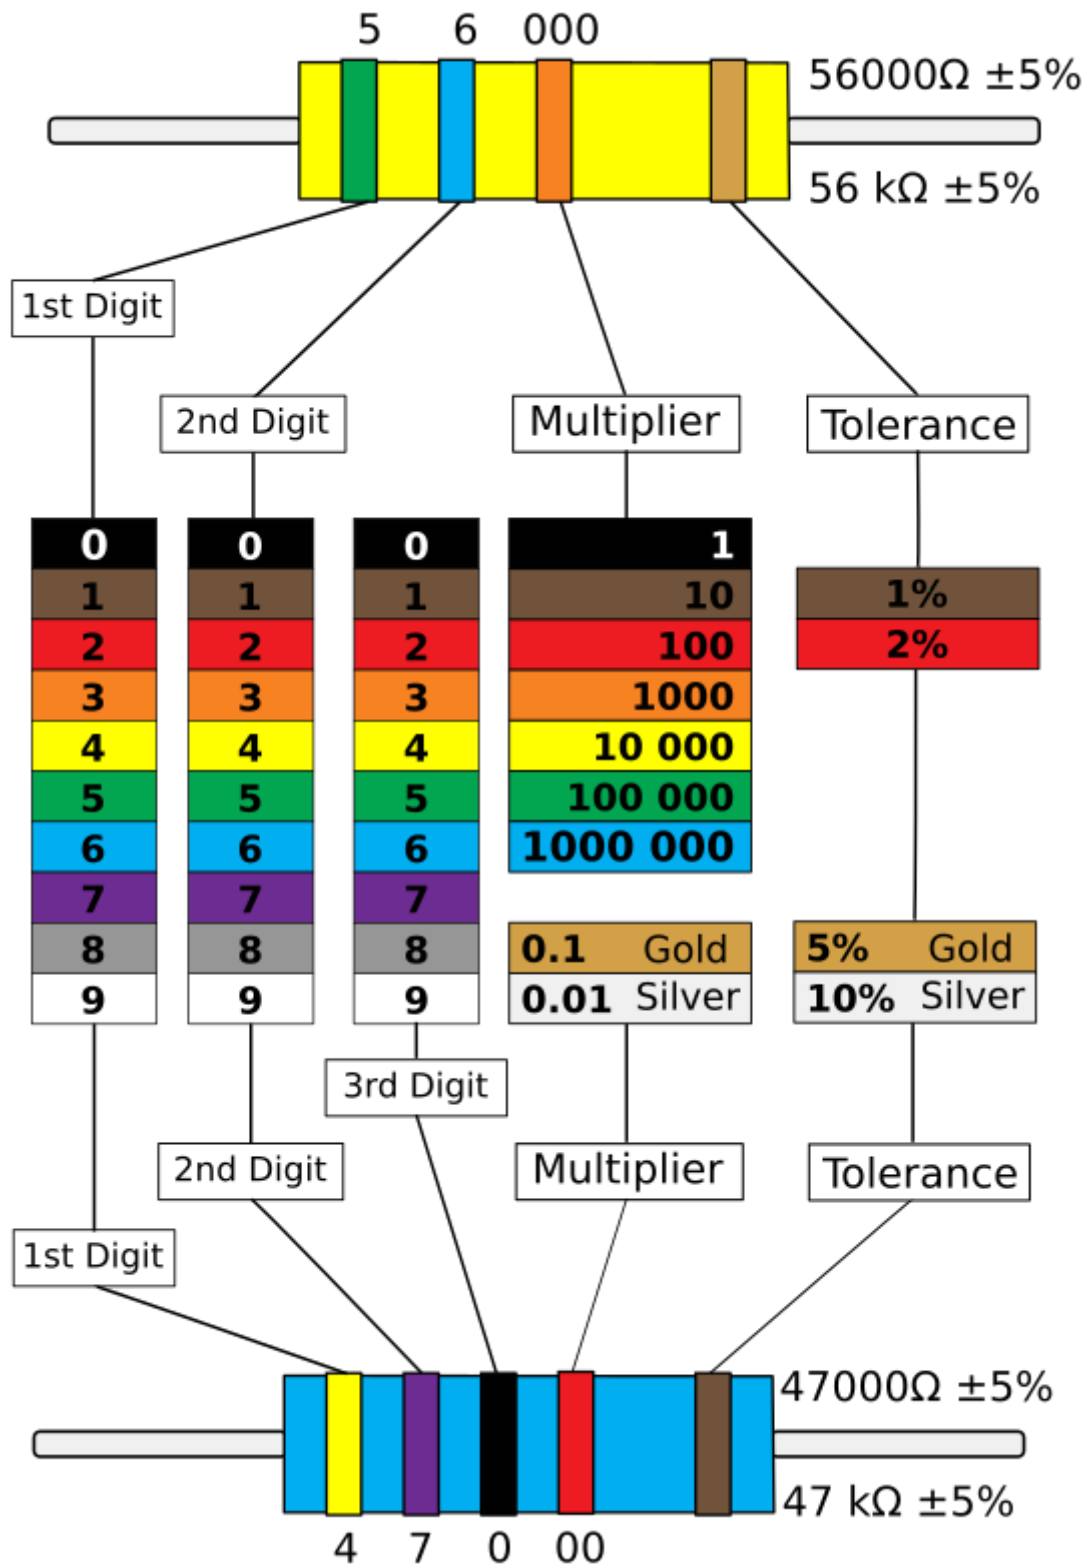 5 6 000
56000Ω ±5%
56 kΩ ±5%
1st Digit
2nd Digit
Multiplier
Tolerance
0 0 0 1
1 1 1 10 1%
2 2 2 100 2%
3 3 3 1000
4 4 4 10 000
5 5 5 100 000
6 6 6 1000 000
7 7 7
8 8 8 0.1 Gold 5% Gold
9 9 9 0.01 Silver 10% Silver
3rd Digit
2nd Digit
Multiplier
Tolerance
1st Digit
47000Ω ±5%
47 kΩ ±5%
4 7 0 00